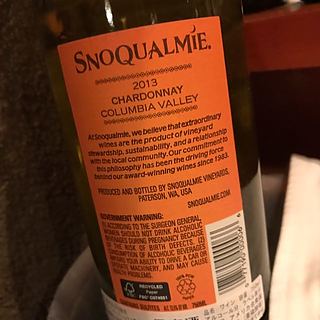 SNOQUALMIE.
2013
CHARDONNAY
COLUMBIA VALLEY
At Snoqualmie, we believe that extraordinary
wines are the product of vineyard
stewardship, sustainability, and a relationship
with the local community. Our commitment to
this philosophy has been the driving force
behind our award-winning wines since 1983.
PRODUCED AND BOTTLED BY SNOQUALMIE VINEYARDS,
PATERSON, WA, USA
SNOQUALMIE.COM
GOVERNMENT WARNING: (1)
ACCORDING TO THE SURGEON GENERAL,
WOMEN SHOULD NOT DRINK ALCOHOLIC
BEVERAGES DURING PREGNANCY BECAUSE
OF THE RISK OF BIRTH DEFECTS. (2)
CONSUMPTION OF ALCOHOLIC BEVERAGES
IMPAIRS YOUR ABILITY TO DRIVE A CAR OR
OPERATE MACHINERY, AND MAY CAUSE
HEALTH PROBLEMS.
RECYCLED
Paper
CONTAINS SULFITES
750ML